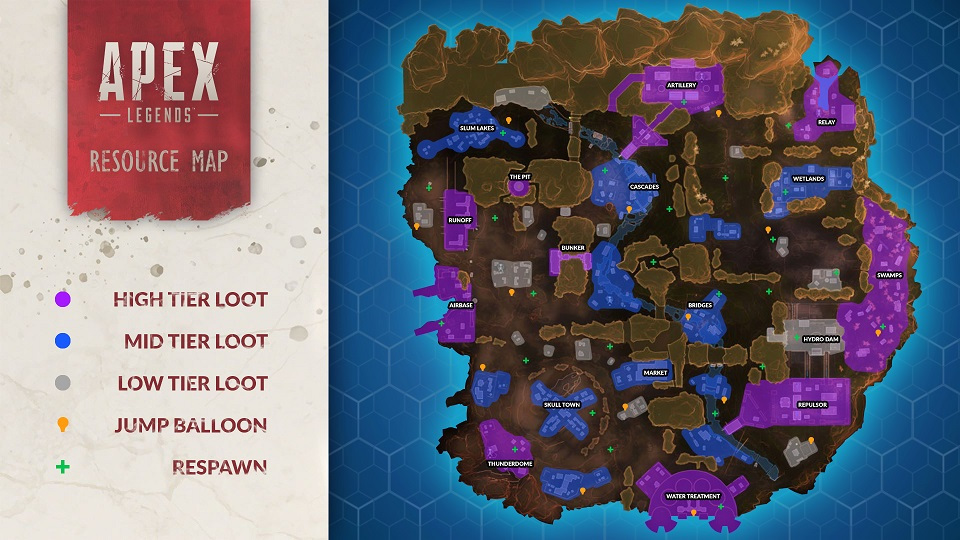 APEX
LEGENDS
RESOURCE MAP
HIGH TIER LOOT
MID TIER LOOT
LOW TIER LOOT
JUMP BALLOON
RESPAWN
ARTILLERY
RELAY
SLUM LAKES
THE PIT
CASCADES
WETLANDS
RUNOFF
BUNKER
SWAMPS
AIRBASE
BRIDGES
HYDRO DAM
MARKET
SKULL TOWN
REPULSOR
THUNDERDOME
WATER TREATMENT